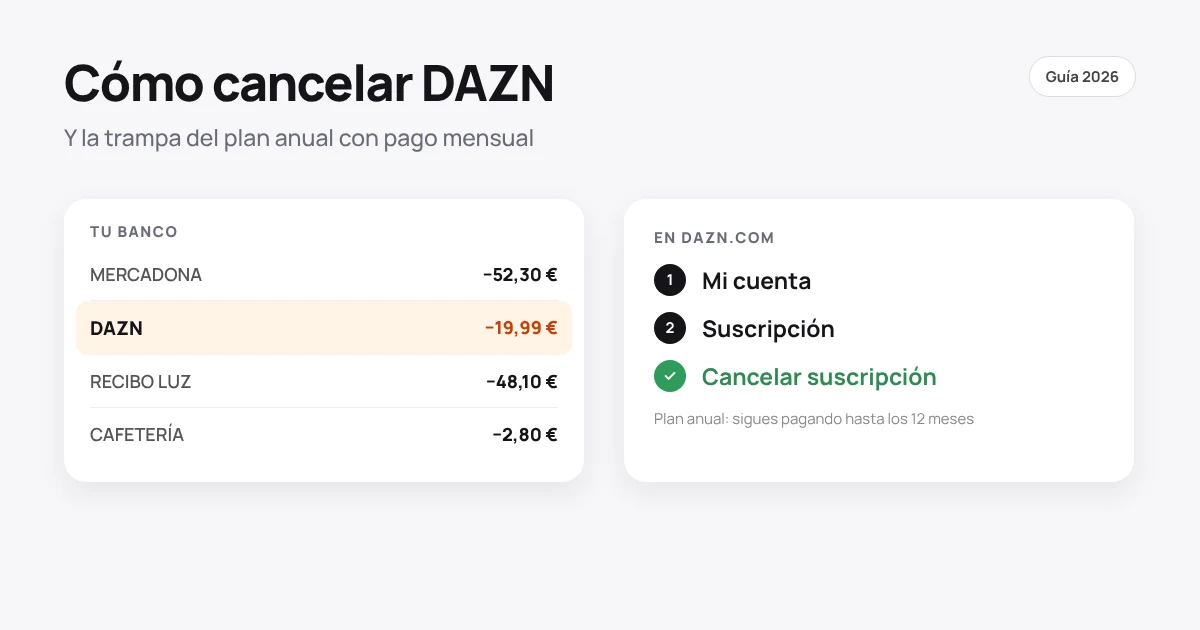 Cómo cancelar DAZN
Guía 2026
Y la trampa del plan anual con pago mensual
TU BANCO
MERCADONA −52,30 €
DAZN −19,99 €
RECIBO LUZ −48,10 €
CAFETERÍA −2,80 €
EN DAZN.COM
1 Mi cuenta
2 Suscripción
✓ Cancelar suscripción
Plan anual: sigues pagando hasta los 12 meses